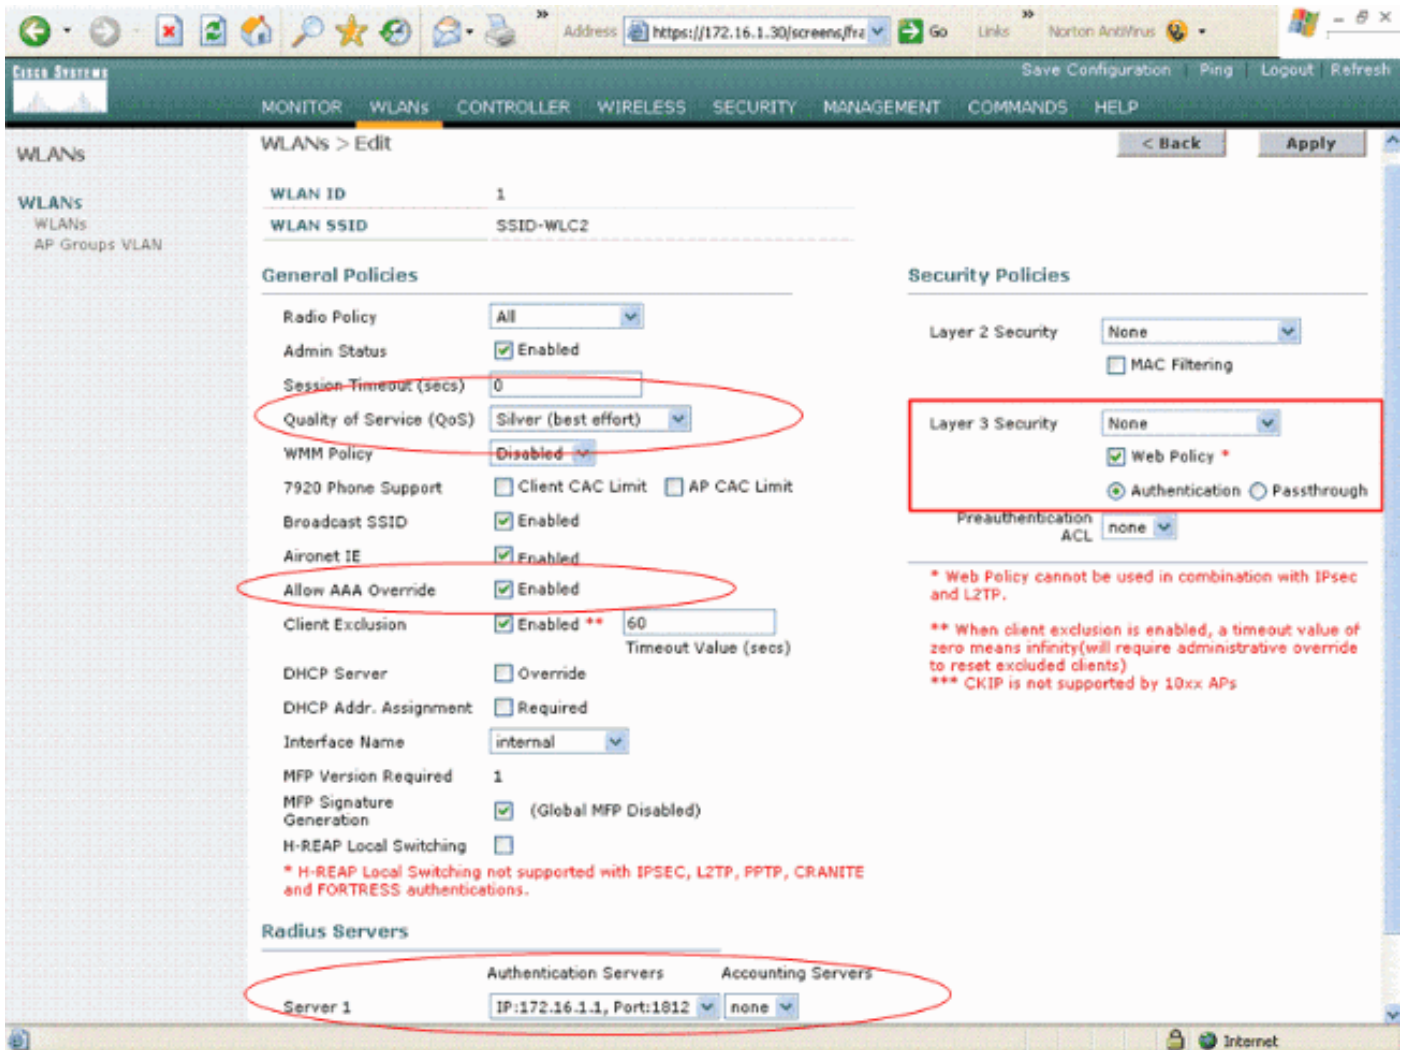 Address https://172.16.1.30/screens/fra Go Links Norton AntiVirus
CISCO SYSTEMS
Save Configuration Ping Logout Refresh
MONITOR WLANs CONTROLLER WIRELESS SECURITY MANAGEMENT COMMANDS HELP
WLANs
WLANs
WLANs
AP Groups VLAN
WLANs > Edit
< Back Apply
WLAN ID 1
WLAN SSID SSID-WLC2
General Policies
Radio Policy All
Admin Status Enabled
Session Timeout (secs) 0
Quality of Service (QoS) Silver (best effort)
WMM Policy Disabled
7920 Phone Support Client CAC Limit AP CAC Limit
Broadcast SSID Enabled
Aironet IE Enabled
Allow AAA Override Enabled
Client Exclusion Enabled ** 60
Timeout Value (secs)
DHCP Server Override
DHCP Addr. Assignment Required
Interface Name internal
MFP Version Required 1
MFP Signature
Generation (Global MFP Disabled)
H-REAP Local Switching
* H-REAP Local Switching not supported with IPSEC, L2TP, PPTP, CRANITE
and FORTRESS authentications.
Security Policies
Layer 2 Security None
MAC Filtering
Layer 3 Security None
Web Policy *
Authentication Passthrough
Preauthentication
ACL none
* Web Policy cannot be used in combination with IPsec
and L2TP.
** When client exclusion is enabled, a timeout value of
zero means infinity(will require administrative override
to reset excluded clients)
*** CKIP is not supported by 10xx APs
Radius Servers
Authentication Servers Accounting Servers
Server 1 IP:172.16.1.1, Port:1812 none
Internet